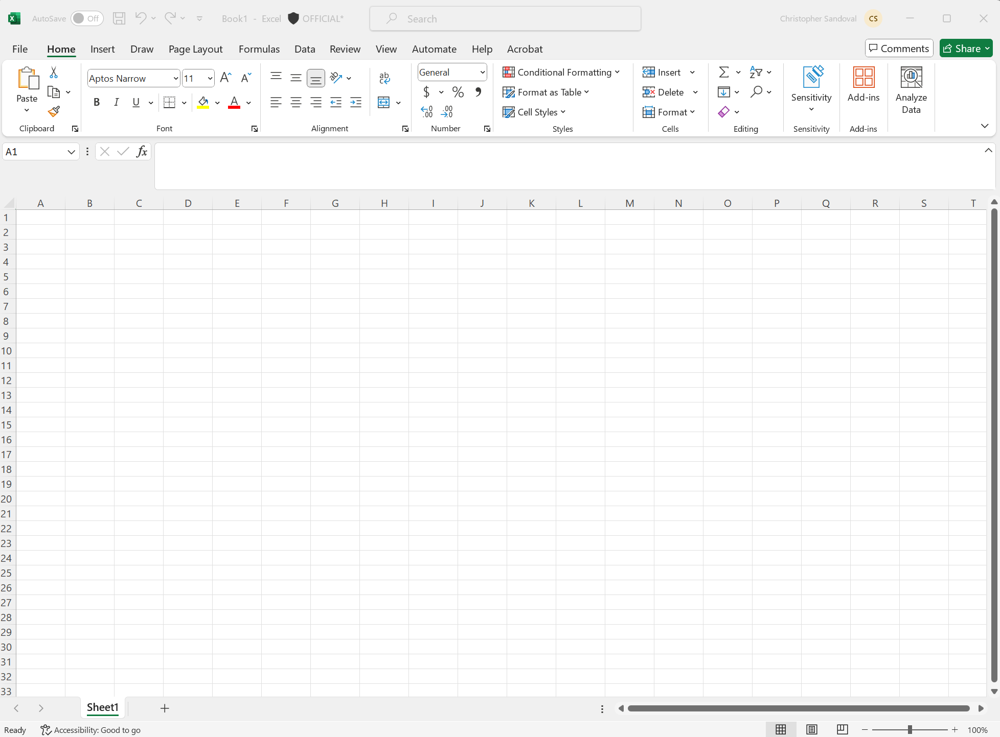 AutoSave Off Book1 - Excel OFFICIAL* Search Christopher Sandoval CS
File Home Insert Draw Page Layout Formulas Data Review View Automate Help Acrobat Comments Share
Paste
Clipboard
Aptos Narrow 11
B I U
Font
Alignment
General
$ % ,
Number
Conditional Formatting
Format as Table
Cell Styles
Styles
Insert
Delete
Format
Cells
Editing
Sensitivity
Sensitivity
Add-ins
Add-ins
Analyze
Data
A1 fx
A B C D E F G H I J K L M N O P Q R S T
1
2
3
4
5
6
7
8
9
10
11
12
13
14
15
16
17
18
19
20
21
22
23
24
25
26
27
28
29
30
31
32
33
Sheet1
Ready Accessibility: Good to go 100%